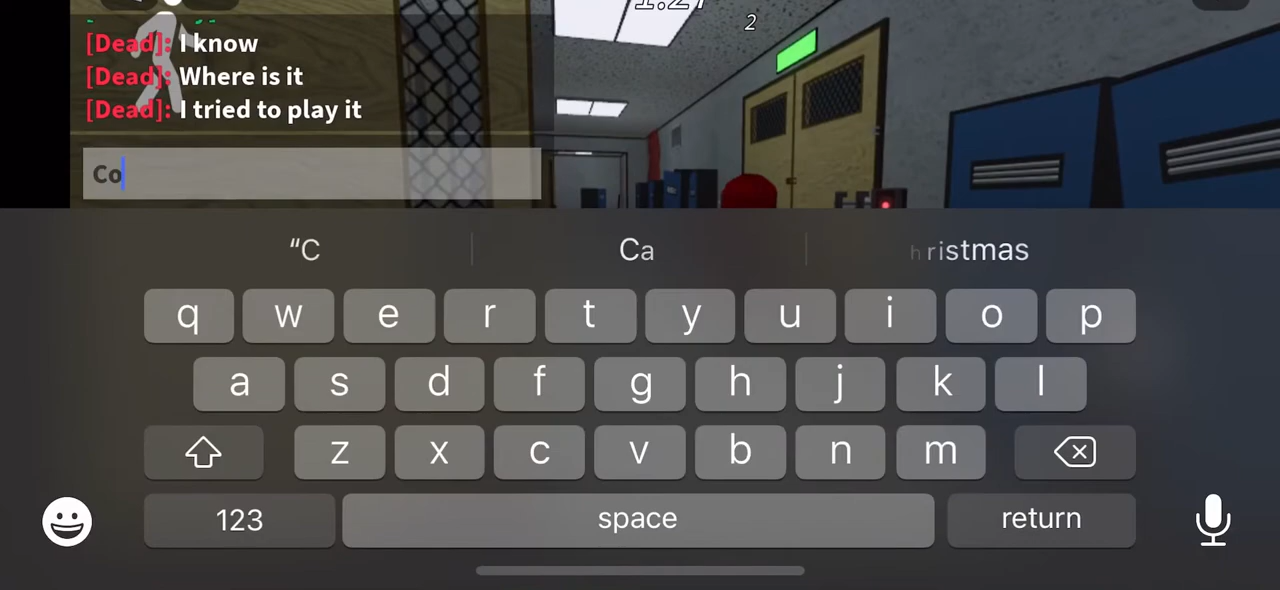 2
[Dead]: I know
[Dead]: Where is it
[Dead]: I tried to play it
Co
“C
Ca
hristmas
q w e r t y u i o p
a s d f g h j k l
z x c v b n m
123
space
return